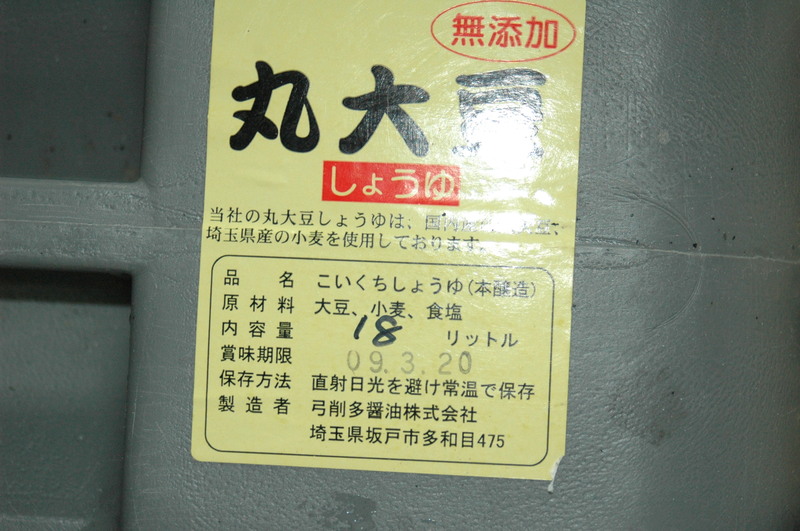 無添加
丸大豆
しょうゆ
当社の丸大豆しょうゆは、国内産
埼玉県産の小麦を使用しております。
品名 こいくちしょうゆ(本醸造)
原材料 大豆、小麦、食塩
内容量 18 リットル
賞味期限 09.3.20
保存方法 直射日光を避け常温で保存
製造者 弓削多醤油株式会社
埼玉県坂戸市多和目475